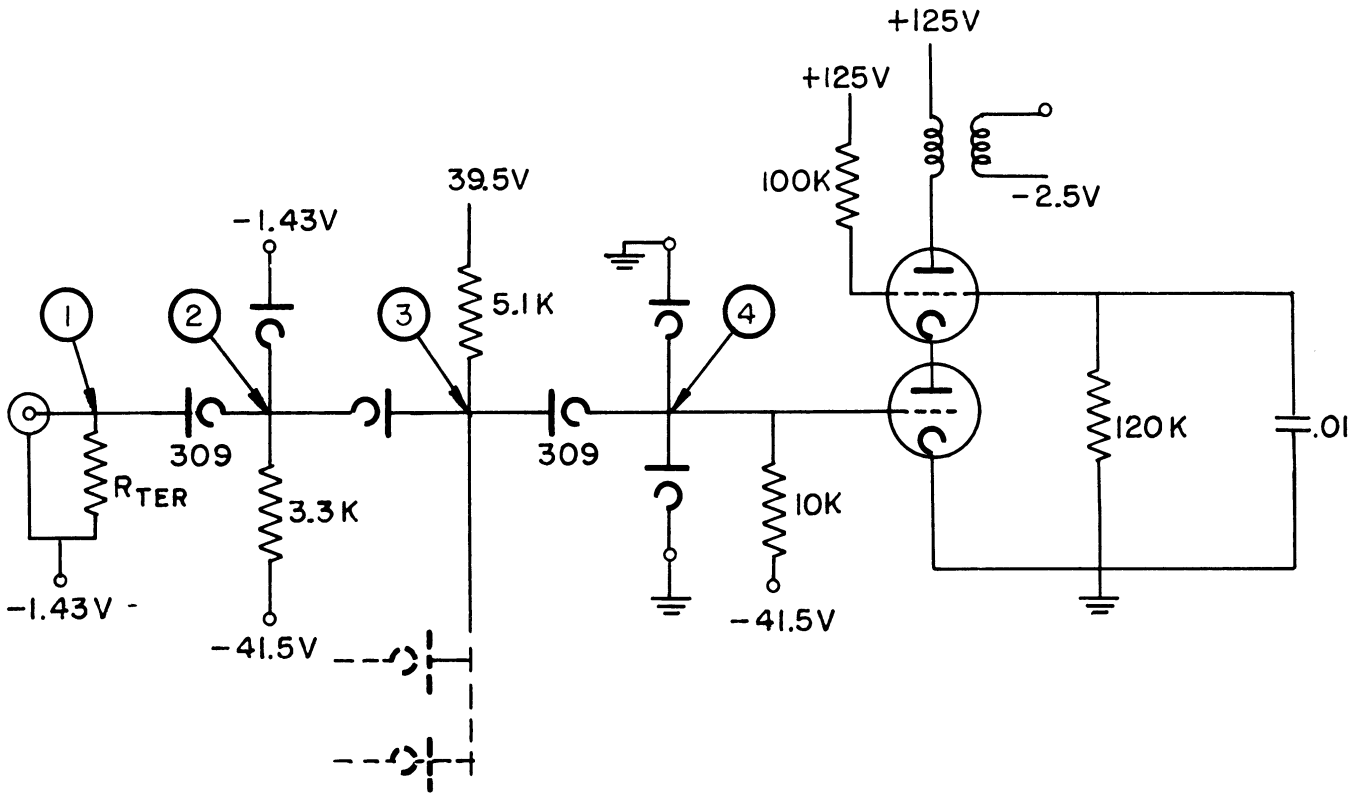 +125V
+125V
100K
-2.5V
39.5V
-1.43V
5.1K
1
2
3
4
309
309
RTER
3.3K
10K
120K
.01
-1.43V -
-41.5V
-41.5V